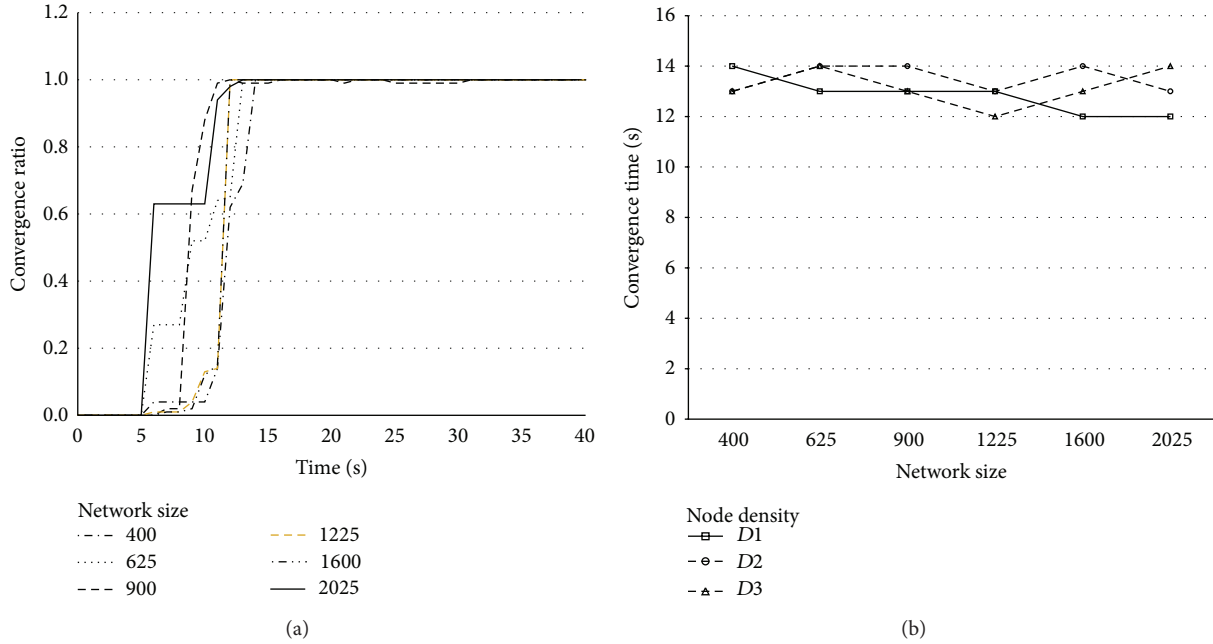 1.2
1.0
0.8
0.6
0.4
0.2
0.0
Convergence ratio
0 5 10 15 20 25 30 35 40
Time (s)
Network size
400
625
900
1225
1600
2025
(a)
16
14
12
10
8
6
4
2
0
Convergence time (s)
400 625 900 1225 1600 2025
Network size
Node density
D1
D2
D3
(b)